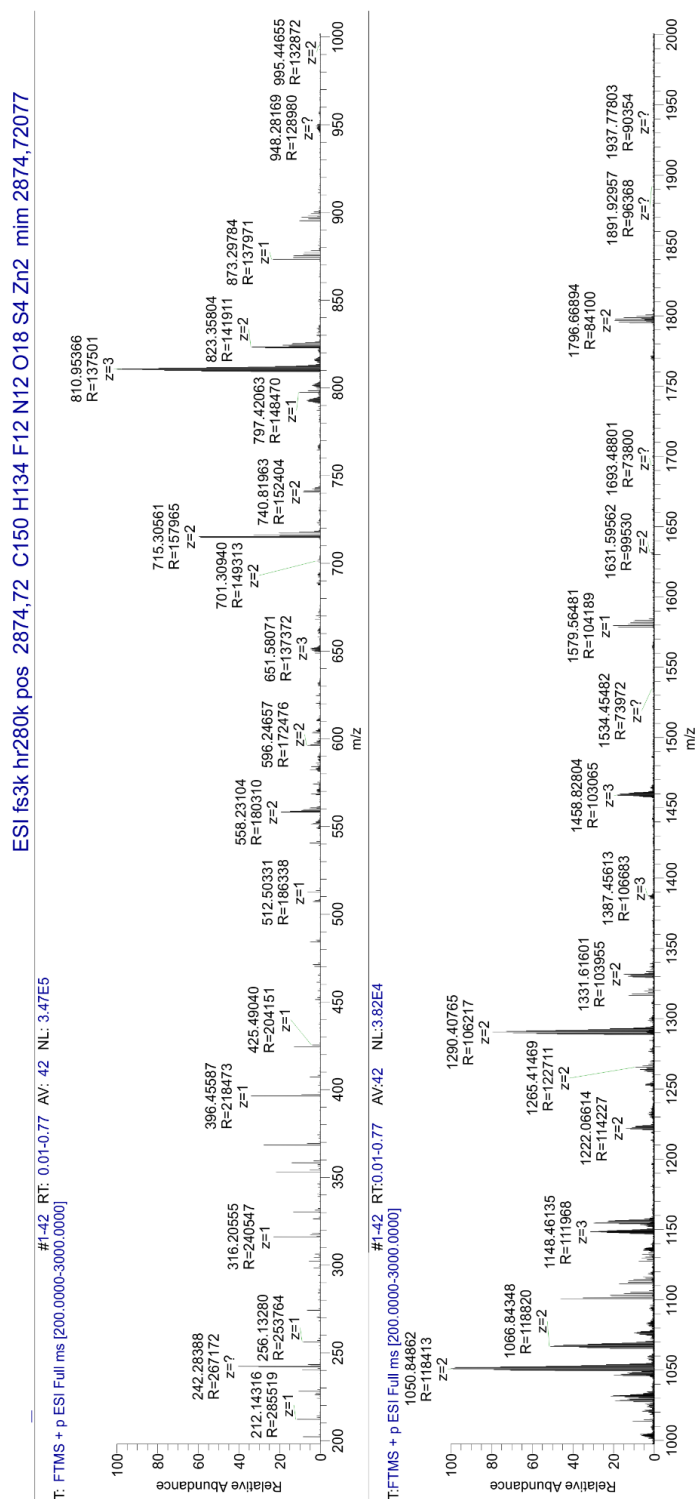 ESI fs3k hr280k pos 2874,72 C150 H134 F12 N12 O18 S4 Zn2 mim 2874,72077
#1-42 RT: 0.01-0.77 AV: 42 NL: 3.47E5
T: FTMS + p ESI Full ms [200.0000-3000.0000]
Relative Abundance
100
80
60
40
20
0
212.14316
R=285519
z=1
242.28388
R=267172
z=?
256.13280
R=253764
z=1
316.20555
R=240547
z=1
396.45587
R=218473
z=1
425.49040
R=204151
z=1
512.50331
R=186338
z=1
558.23104
R=180310
z=2
596.24657
R=172476
z=2
651.58071
R=137372
z=3
701.30940
R=149313
z=2
715.30561
R=157965
z=2
740.81963
R=152404
z=2
797.42063
R=148470
z=1
810.95366
R=137501
z=3
823.35804
R=141911
z=2
873.29784
R=137971
z=1
948.28169
R=128980
z=?
995.44655
R=132872
z=2
200 250 300 350 400 450 500 550 600 650 700 750 800 850 900 950 1000
m/z
#1-42 RT:0.01-0.77 AV:42 NL:3.82E4
T:FTMS + p ESI Full ms [200.0000-3000.0000]
Relative Abundance
100
80
60
40
20
0
1050.84862
R=118413
z=2
1066.84348
R=118820
z=2
1148.46135
R=111968
z=3
1222.06614
R=114227
z=2
1265.41469
R=122711
z=2
1290.40765
R=106217
z=2
1331.61601
R=103955
z=2
1387.45613
R=106683
z=3
1458.82804
R=103065
z=3
1534.45482
R=73972
z=?
1579.56481
R=104189
z=1
1631.59562
R=99530
z=2
1693.48801
R=73800
z=?
1796.66894
R=84100
z=2
1891.92957
R=96368
z=?
1937.77803
R=90354
z=?
1000 1050 1100 1150 1200 1250 1300 1350 1400 1450 1500 1550 1600 1650 1700 1750 1800 1850 1900 1950 2000
m/z